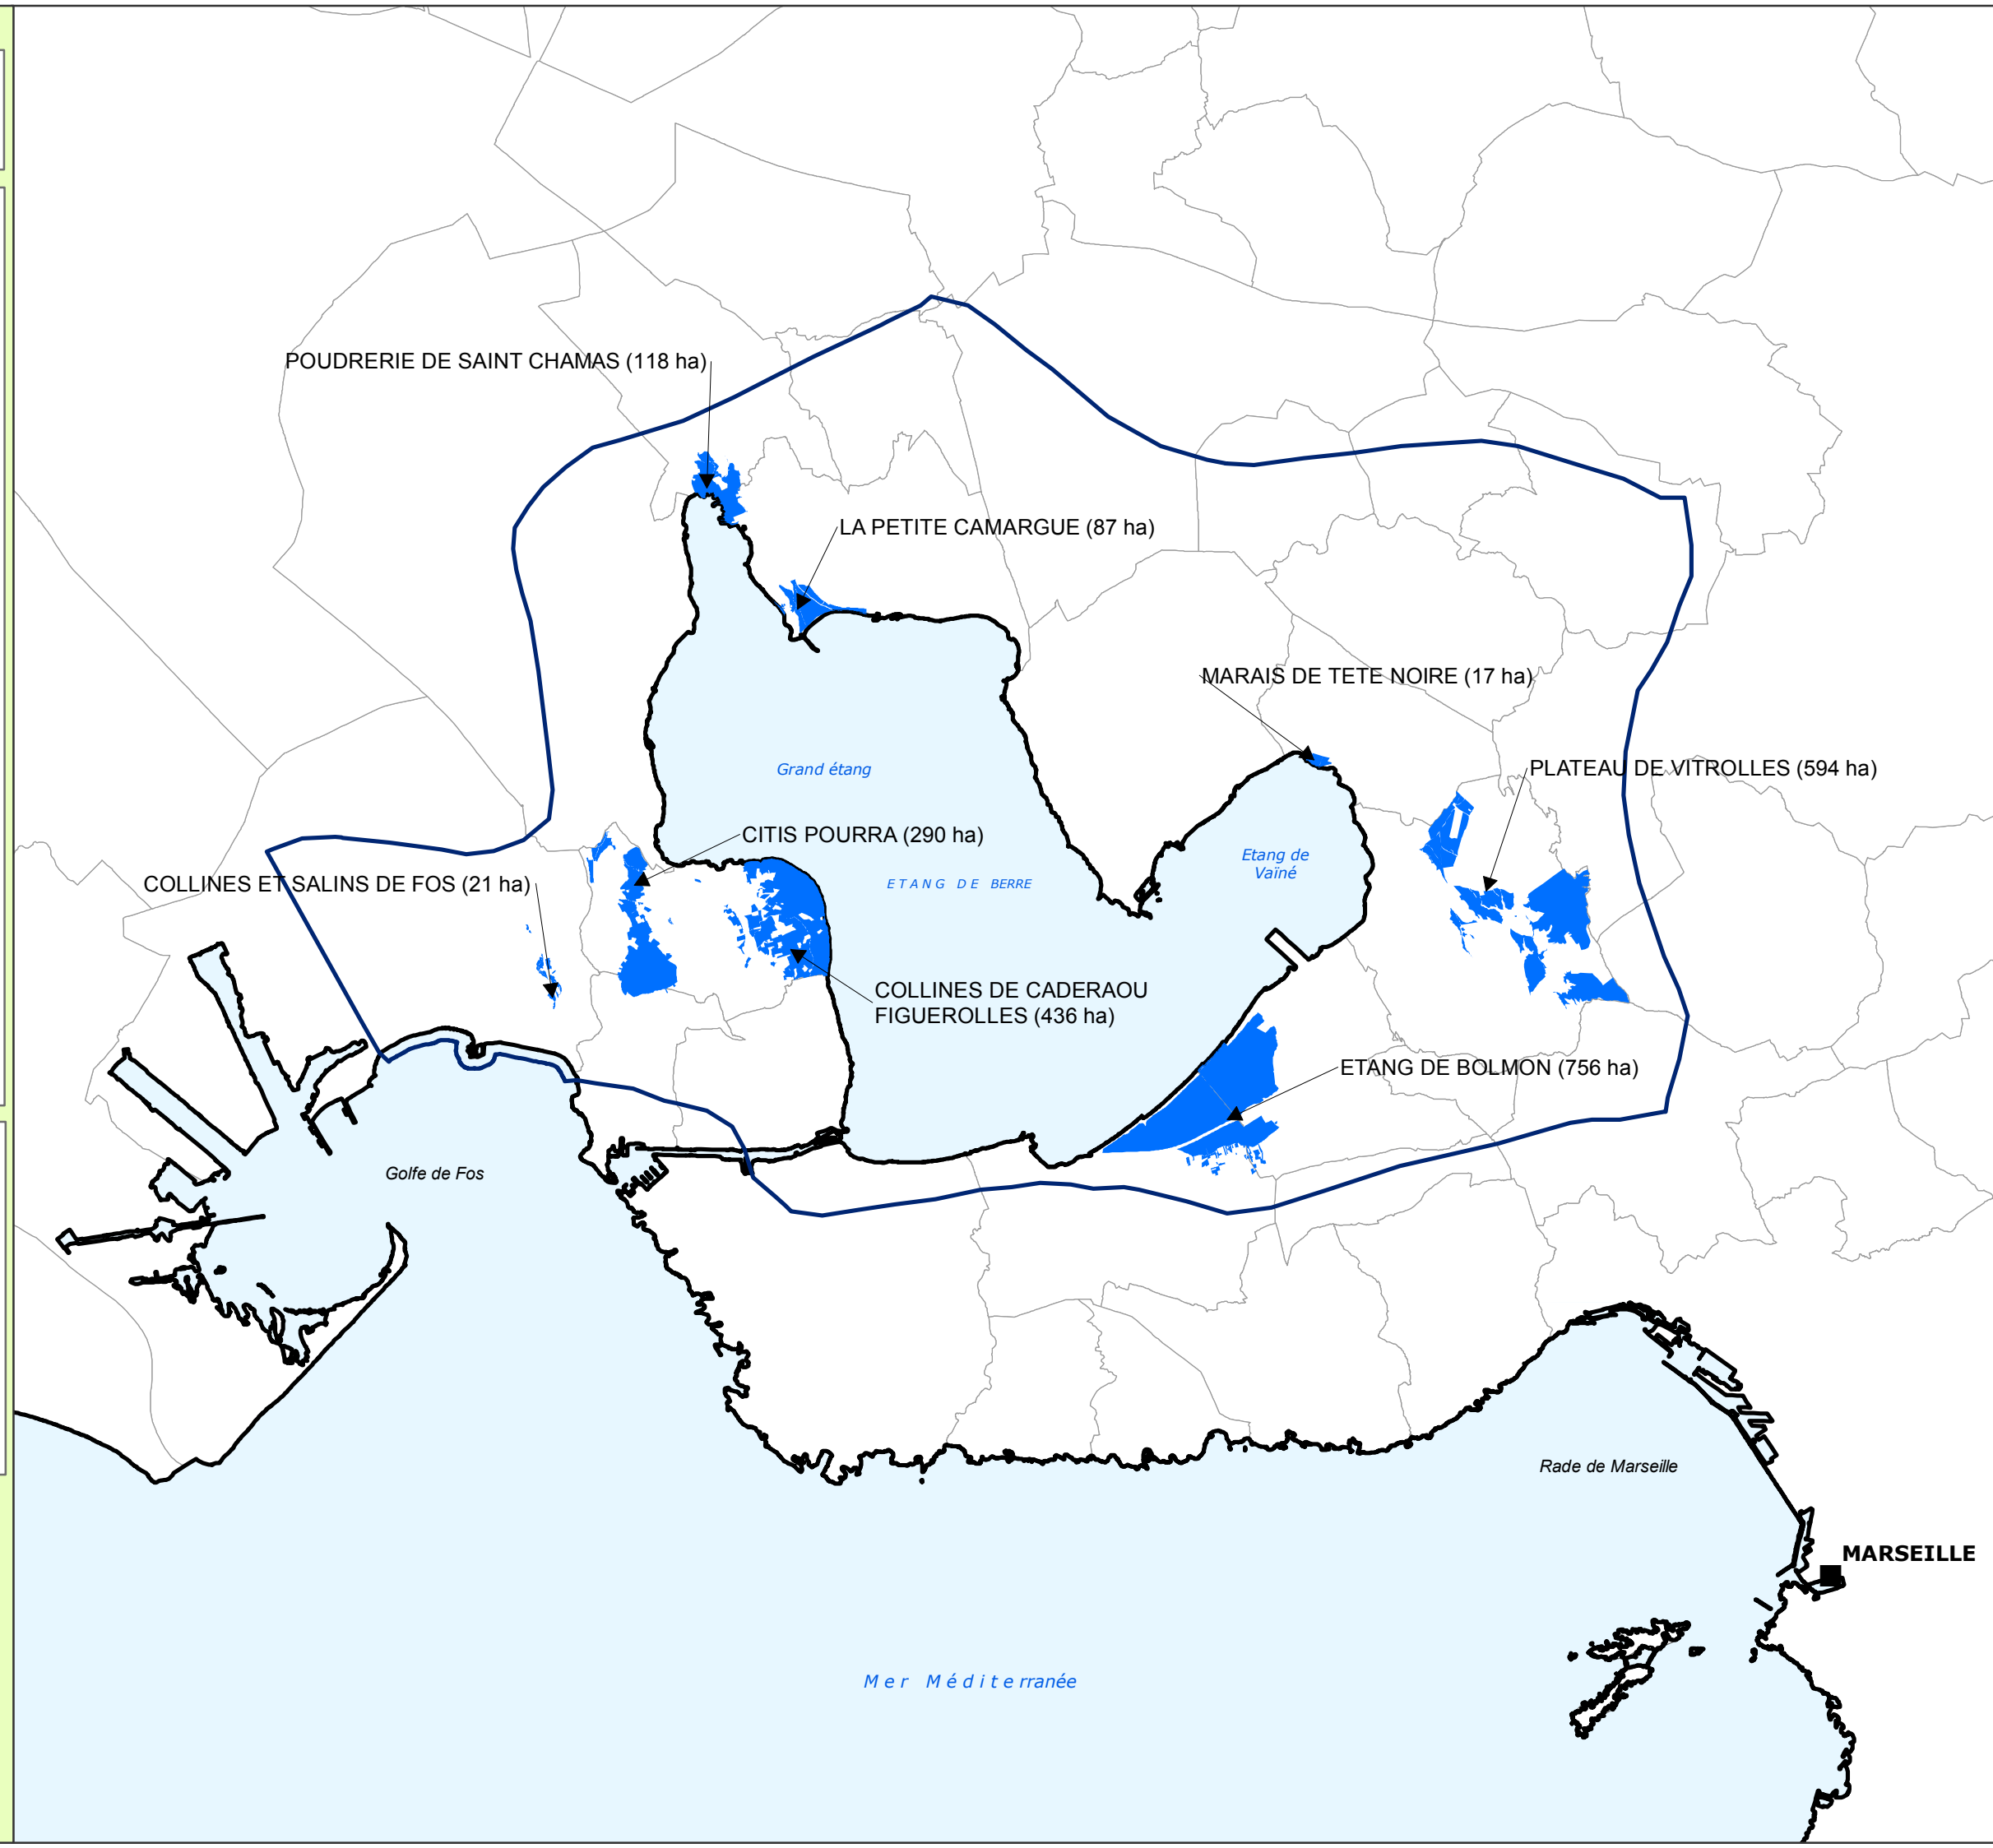 POUDRERIE DE SAINT CHAMAS (118 ha)
LA PETITE CAMARGUE (87 ha)
MARAIS DE TETE NOIRE (17 ha)
Grand étang
PLATEAU DE VITROLLES (594 ha)
CITIS POURRA (290 ha)
Etang de
Vaïné
COLLINES ET SALINS DE FOS (21 ha)
ETANG DE BERRE
COLLINES DE CADERAOU
FIGUEROLLES (436 ha)
ETANG DE BOLMON (756 ha)
Golfe de Fos
Rade de Marseille
MARSEILLE
Mer Méditerranée